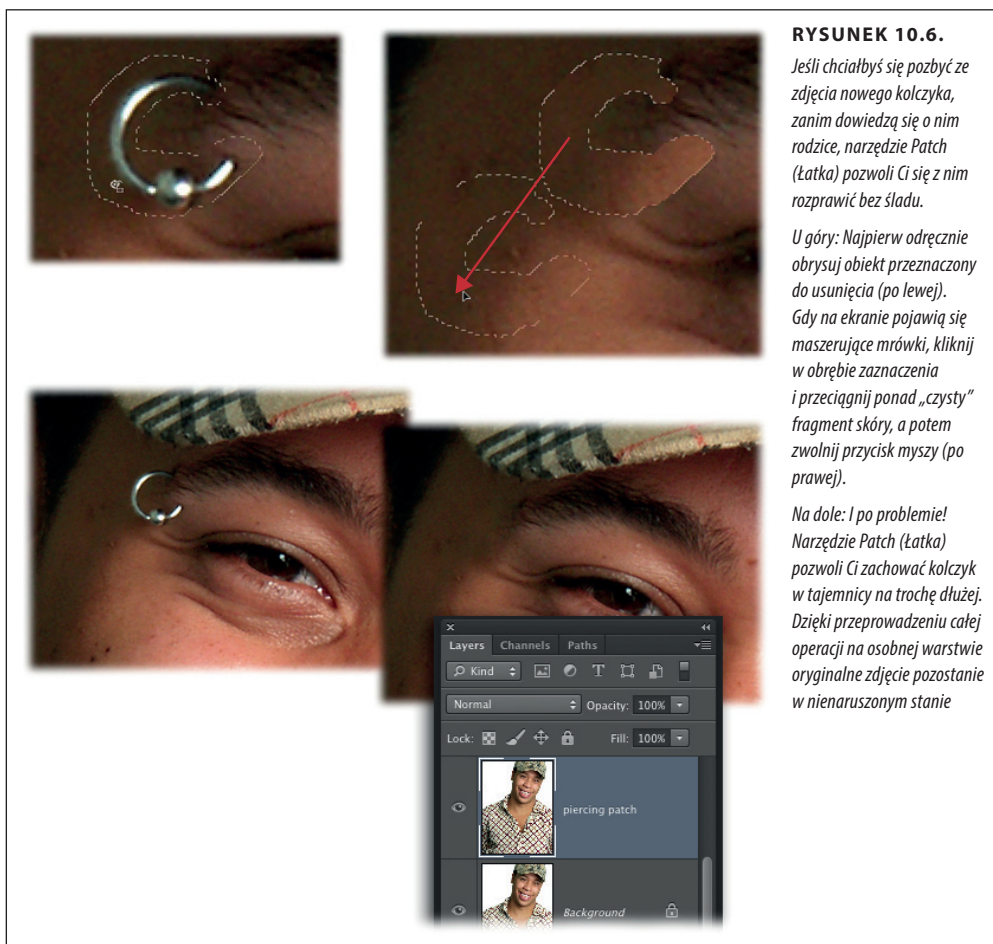 RYSUNEK 10.6.
Jeśli chciałbyś się pozbyć ze
zdjęcia nowego kolczyka,
zanim dowiedzą się o nim
rodzice, narzędzie Patch
(Łatka) pozwoli Ci się z nim
rozprawić bez śladu.
U góry: Najpierw odręcznie
obrysuj obiekt przeznaczony
do usunięcia (po lewej).
Gdy na ekranie pojawią się
maszerujące mrówki, kliknij
w obrębie zaznaczenia
i przeciągnij ponad „czysty”
fragment skóry, a potem
zwolnij przycisk myszy (po
prawej).
Na dole: I po problemie!
Narzędzie Patch (Łatka)
pozwoli Ci zachować kolczyk
w tajemnicy na trochę dłużej.
Dzięki przeprowadzeniu całej
operacji na osobnej warstwie
oryginalne zdjęcie pozostanie
w nienaruszonym stanie
Layers Channels Paths
Kind
Normal Opacity: 100%
Lock: Fill: 100%
piercing patch
Background